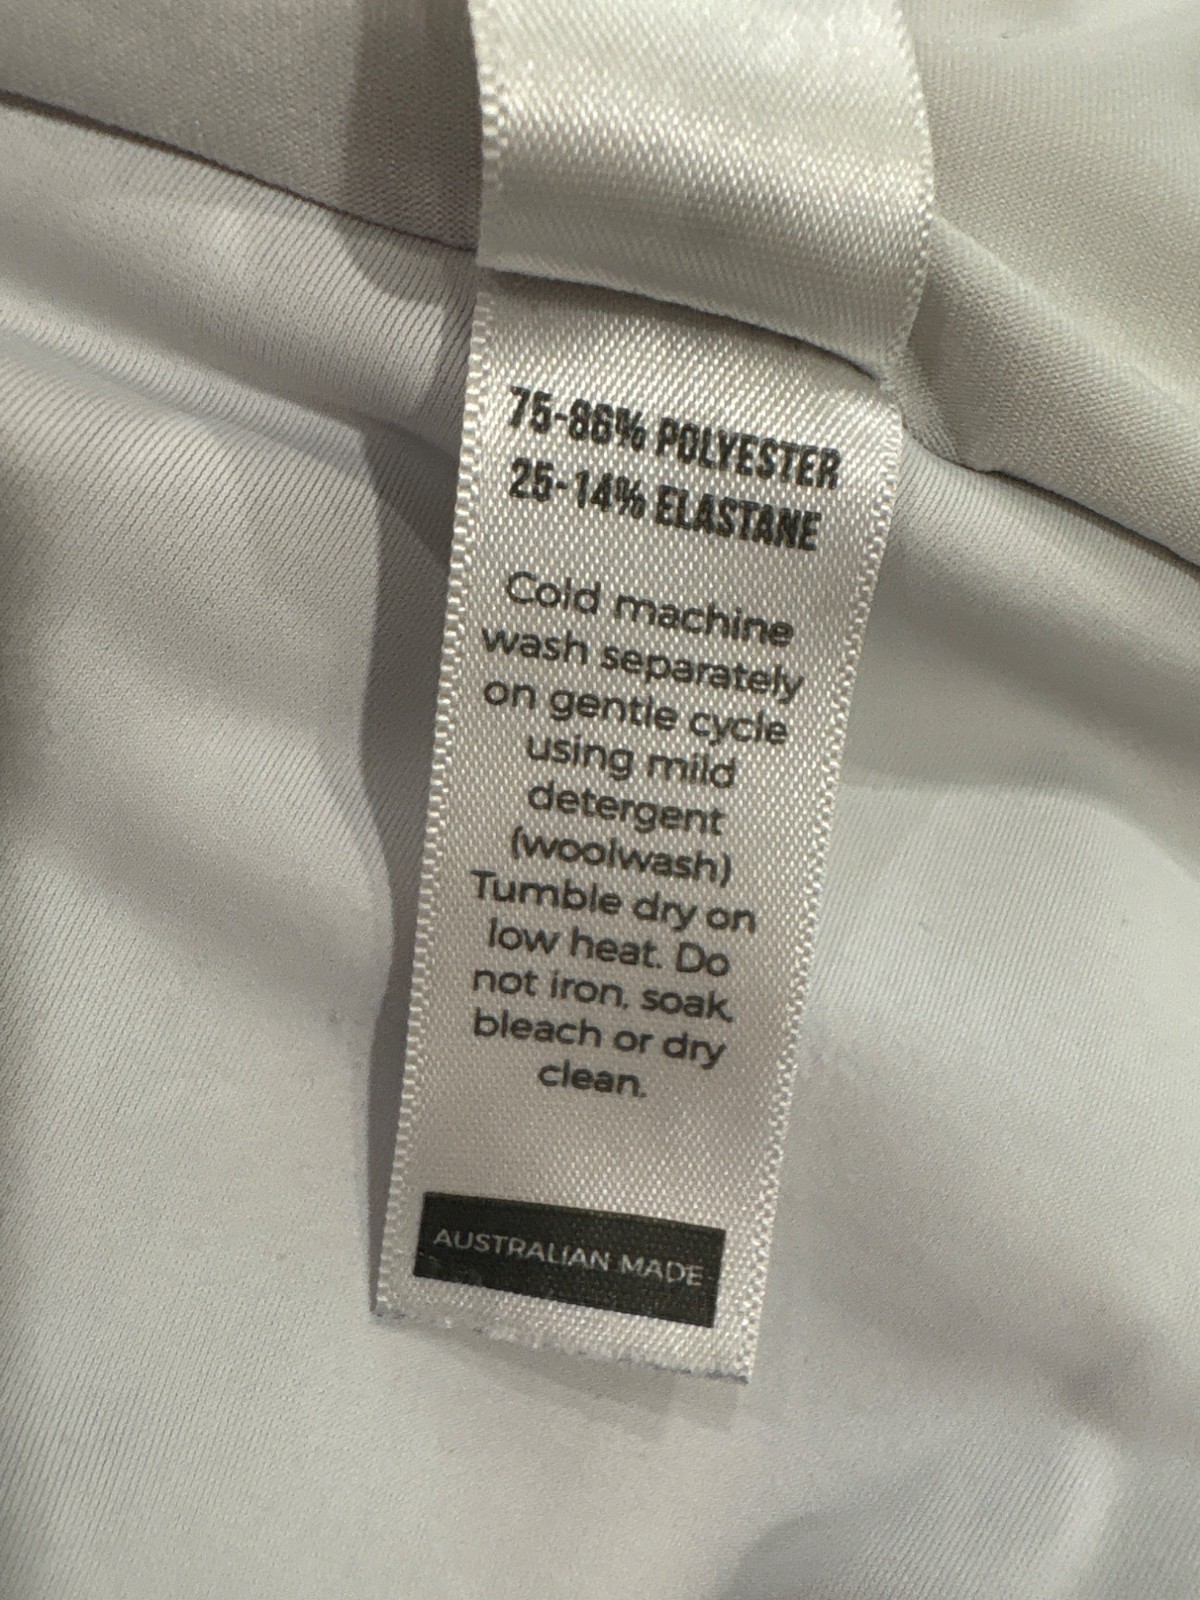 75-86% POLYESTER
25-14% ELASTANE
Cold machine
wash separately
on gentle cycle
using mild
detergent
(woolwash)
Tumble dry on
low heat. Do
not iron, soak,
bleach or dry
clean.
AUSTRALIAN MADE